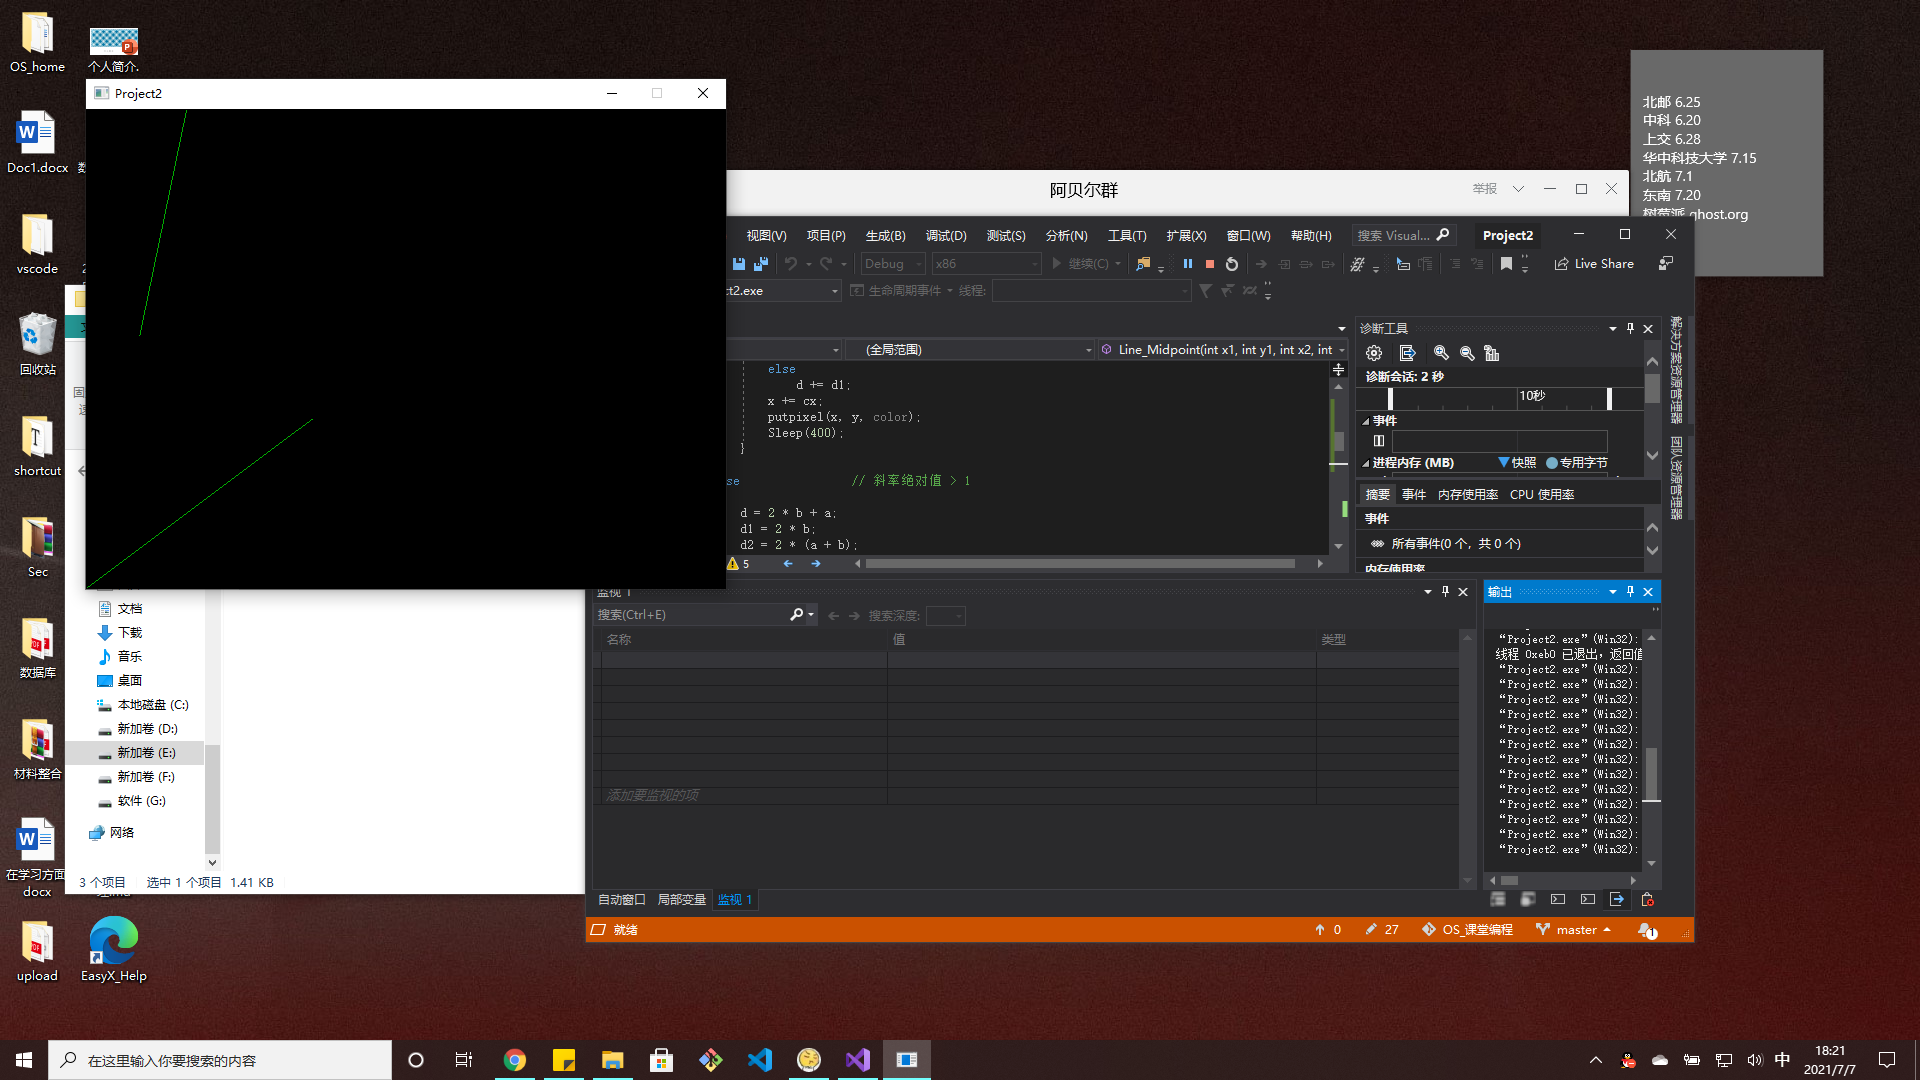 OS_home
个人简介.
Doc1.docx
vscode
回收站
shortcut
Sec
数据库
材料整合
在学习方面
docx
upload
EasyX_Help
Project2
北邮 6.25
中科 6.20
上交 6.28
华中科技大学 7.15
北航 7.1
东南 7.20
树莓派 ghost.org
阿贝尔群
举报
视图(V) 项目(P) 生成(B) 调试(D) 测试(S) 分析(N) 工具(T) 扩展(X) 窗口(W) 帮助(H) 搜索 Visual... Project2
Debug x86 继续(C) Live Share
t2.exe 生命周期事件 线程:
(全局范围) Line_Midpoint(int x1, int y1, int x2, int
else
d += d1;
x += cx;
putpixel(x, y, color);
Sleep(400);
}
se // 斜率绝对值 > 1
d = 2 * b + a;
d1 = 2 * b;
d2 = 2 * (a + b);
5
诊断工具
诊断会话: 2 秒
10秒
事件
进程内存 (MB) 快照 专用字节
摘要 事件 内存使用率 CPU 使用率
事件
所有事件(0 个，共 0 个)
内存使用率
解决方案资源管理器
团队资源管理器
监视 1
搜索(Ctrl+E) 搜索深度:
名称 值 类型
添加要监视的项
自动窗口 局部变量 监视 1
输出
“Project2.exe”(Win32):
线程 0xeb0 已退出，返回值
“Project2.exe”(Win32):
“Project2.exe”(Win32):
“Project2.exe”(Win32):
“Project2.exe”(Win32):
“Project2.exe”(Win32):
“Project2.exe”(Win32):
“Project2.exe”(Win32):
“Project2.exe”(Win32):
“Project2.exe”(Win32):
“Project2.exe”(Win32):
“Project2.exe”(Win32):
“Project2.exe”(Win32):
“Project2.exe”(Win32):
就绪 0 27 OS_课堂编程 master 1
文档
下载
音乐
桌面
本地磁盘 (C:)
新加卷 (D:)
新加卷 (E:)
新加卷 (F:)
软件 (G:)
网络
3 个项目 选中 1 个项目 1.41 KB
在这里输入你要搜索的内容
中
18:21
2021/7/7